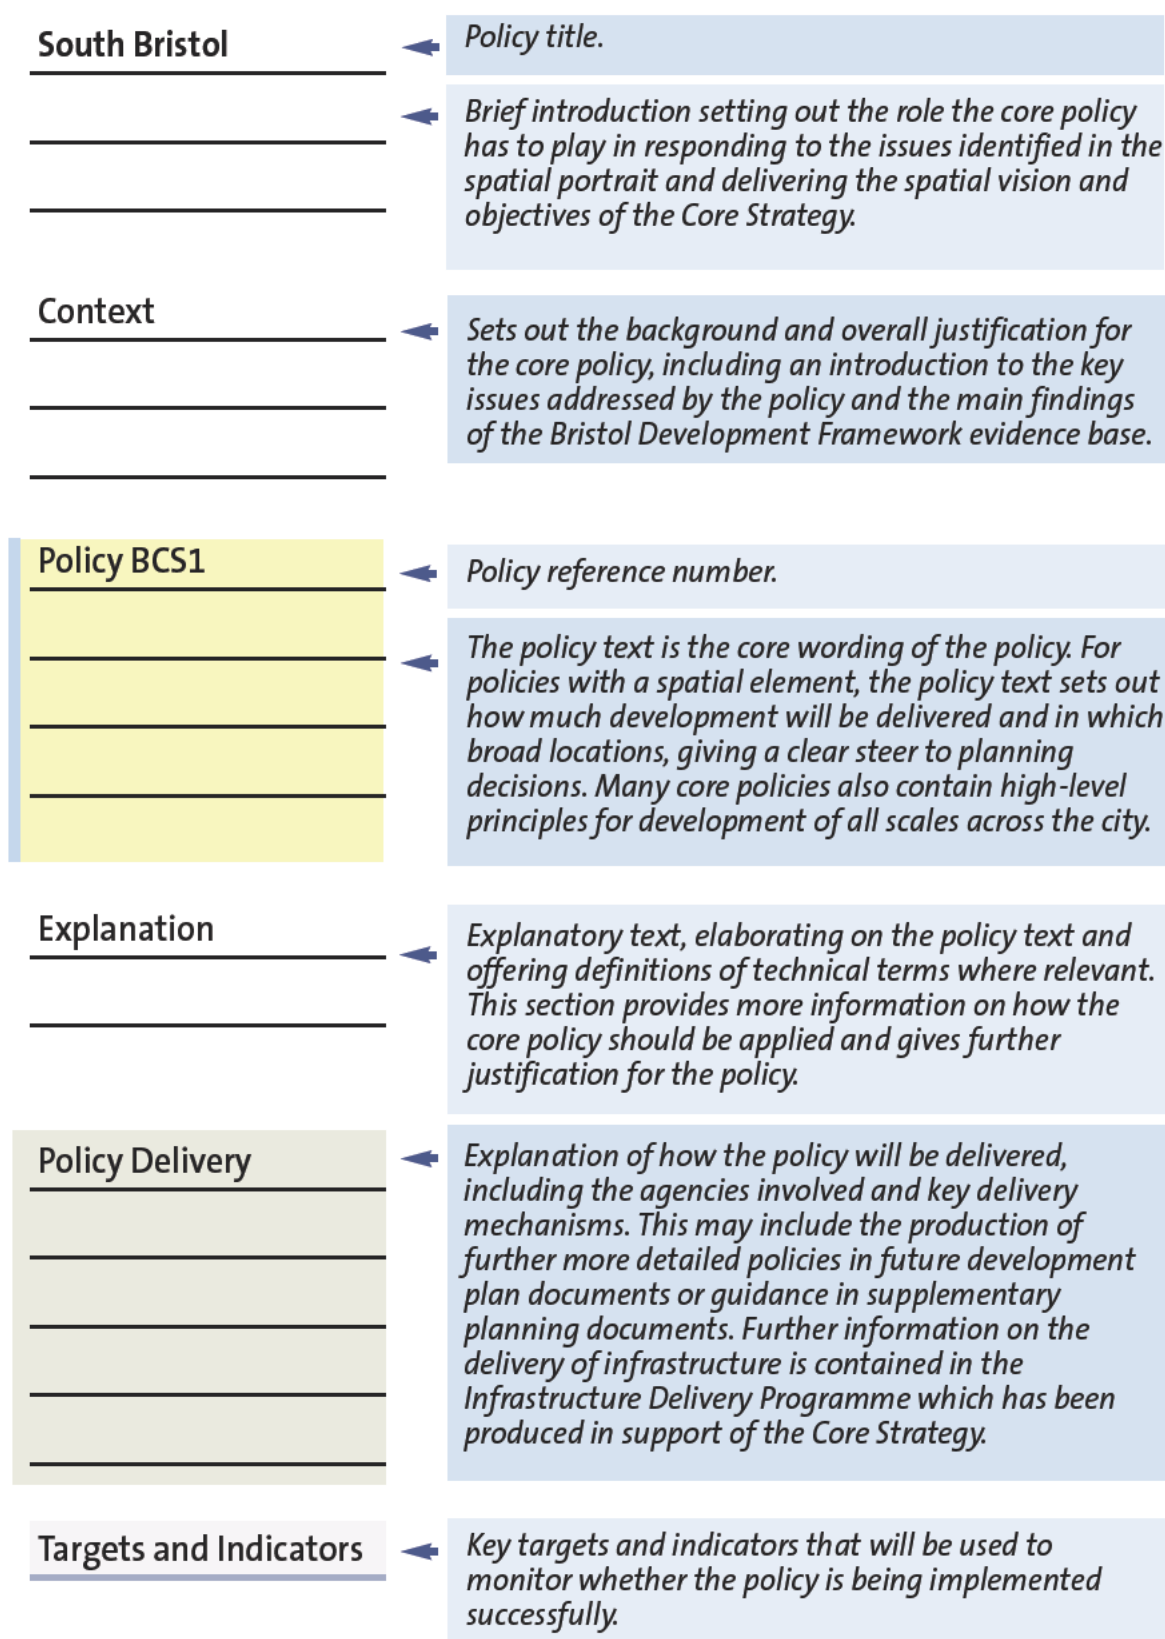 South Bristol
Policy title.
Brief introduction setting out the role the core policy
has to play in responding to the issues identified in the
spatial portrait and delivering the spatial vision and
objectives of the Core Strategy.
Context
Sets out the background and overall justification for
the core policy, including an introduction to the key
issues addressed by the policy and the main findings
of the Bristol Development Framework evidence base.
Policy BCS1
Policy reference number.
The policy text is the core wording of the policy. For
policies with a spatial element, the policy text sets out
how much development will be delivered and in which
broad locations, giving a clear steer to planning
decisions. Many core policies also contain high-level
principles for development of all scales across the city.
Explanation
Explanatory text, elaborating on the policy text and
offering definitions of technical terms where relevant.
This section provides more information on how the
core policy should be applied and gives further
justification for the policy.
Policy Delivery
Explanation of how the policy will be delivered,
including the agencies involved and key delivery
mechanisms. This may include the production of
further more detailed policies in future development
plan documents or guidance in supplementary
planning documents. Further information on the
delivery of infrastructure is contained in the
Infrastructure Delivery Programme which has been
produced in support of the Core Strategy.
Targets and Indicators
Key targets and indicators that will be used to
monitor whether the policy is being implemented
successfully.